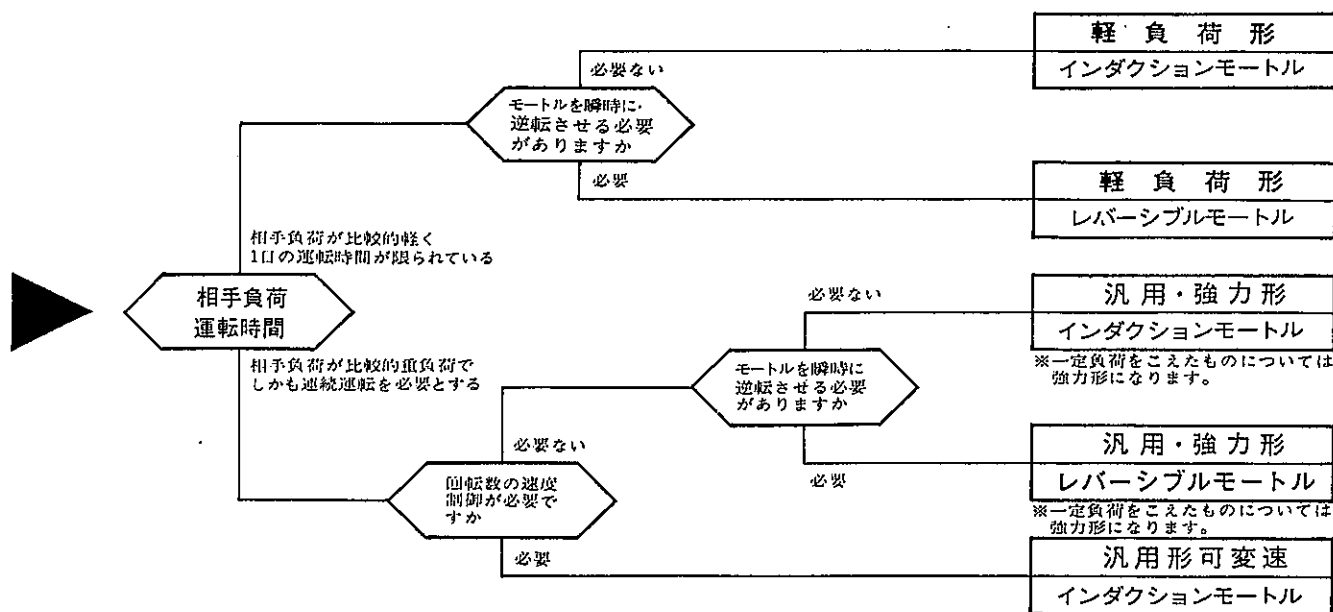 軽負荷形
インダクションモートル
必要ない
モートルを瞬時に
逆転させる必要
がありますか
必要
軽負荷形
レバーシブルモートル
相手負荷が比較的軽く
1日の運転時間が限られている
相手負荷
運転時間
相手負荷が比較的重負荷で
しかも連続運転を必要とする
必要ない
汎用・強力形
インダクションモートル
※一定負荷をこえたものについては
強力形になります。
モートルを瞬時に
逆転させる必要
がありますか
必要
汎用・強力形
レバーシブルモートル
※一定負荷をこえたものについては
強力形になります。
必要ない
回転数の速度
制御が必要で
すか
必要
汎用形可変速
インダクションモートル